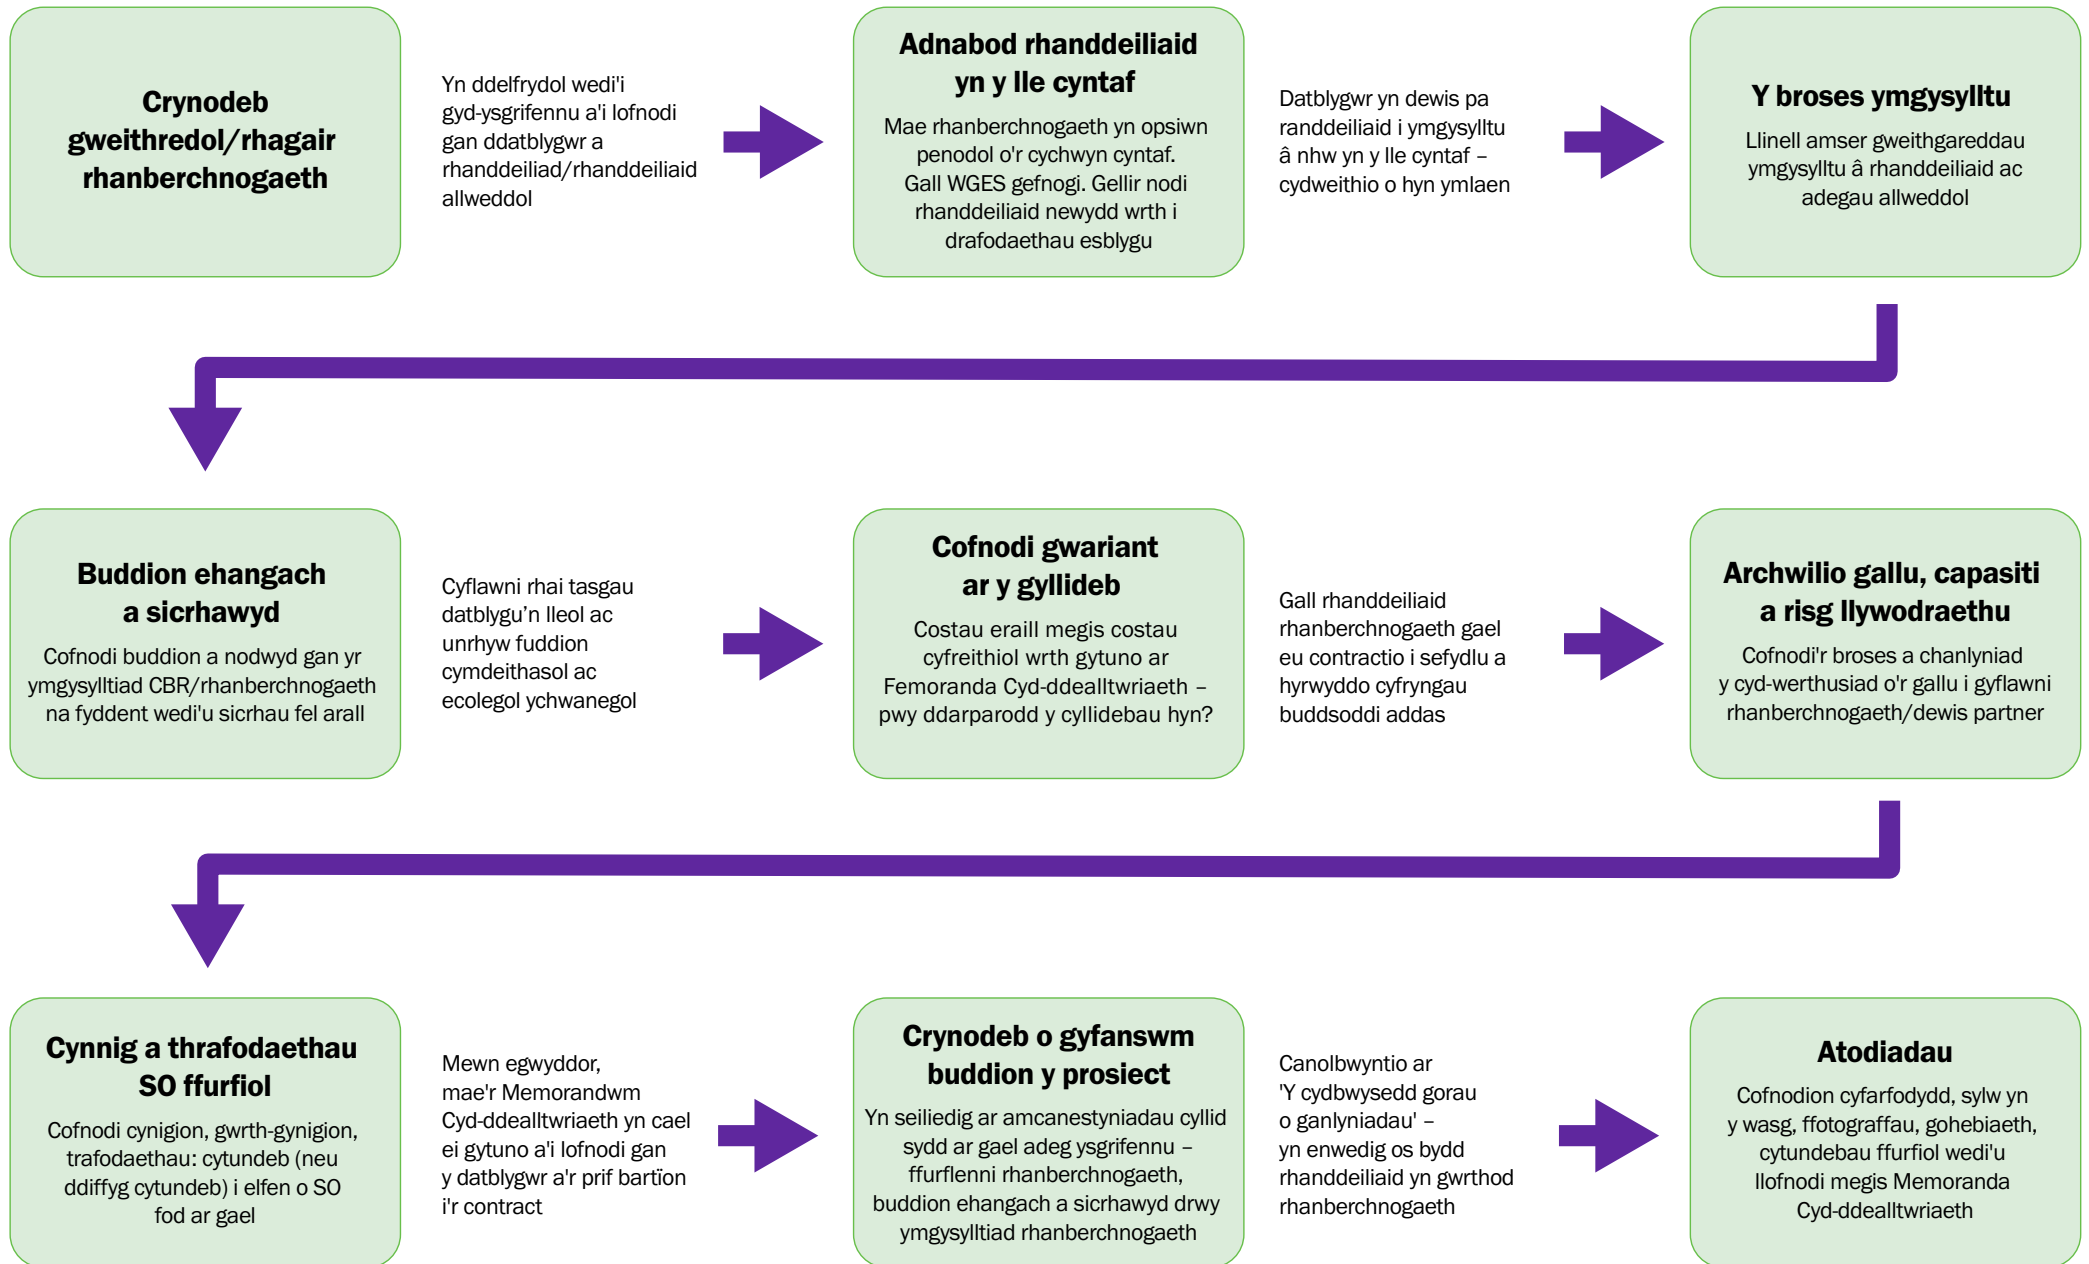 Crynodeb
gweithredol/rhagair
rhanberchnogaeth
Yn ddelfrydol wedi'i
gyd-ysgrifennu a'i lofnodi
gan ddatblygwr a
rhanddeiliad/rhanddeiliaid
allweddol
Adnabod rhanddeiliaid
yn y lle cyntaf
Mae rhanberchnogaeth yn opsiwn
penodol o'r cychwyn cyntaf.
Gall WGES gefnogi. Gellir nodi
rhanddeiliaid newydd wrth i
drafodaethau esblygu
Datblygwr yn dewis pa
randdeiliaid i ymgysylltu
â nhw yn y lle cyntaf –
cydweithio o hyn ymlaen
Y broses ymgysylltu
Llinell amser gweithgareddau
ymgysylltu â rhanddeiliaid ac
adegau allweddol
Buddion ehangach
a sicrhawyd
Cofnodi buddion a nodwyd gan yr
ymgysylltiad CBR/rhanberchnogaeth
na fyddent wedi'u sicrhau fel arall
Cyflawni rhai tasgau
datblygu’n lleol ac
unrhyw fuddion
cymdeithasol ac
ecolegol ychwanegol
Cofnodi gwariant
ar y gyllideb
Costau eraill megis costau
cyfreithiol wrth gytuno ar
Femoranda Cyd-ddealltwriaeth –
pwy ddarparodd y cyllidebau hyn?
Gall rhanddeiliaid
rhanberchnogaeth gael
eu contractio i sefydlu a
hyrwyddo cyfryngau
buddsoddi addas
Archwilio gallu, capasiti
a risg llywodraethu
Cofnodi'r broses a chanlyniad
y cyd-werthusiad o'r gallu i gyflawni
rhanberchnogaeth/dewis partner
Cynnig a thrafodaethau
SO ffurfiol
Cofnodi cynigion, gwrth-gynigion,
trafodaethau: cytundeb (neu
ddiffyg cytundeb) i elfen o SO
fod ar gael
Mewn egwyddor,
mae'r Memorandwm
Cyd-ddealltwriaeth yn cael
ei gytuno a'i lofnodi gan
y datblygwr a'r prif bartïon
i'r contract
Crynodeb o gyfanswm
buddion y prosiect
Yn seiliedig ar amcanestyniadau cyllid
sydd ar gael adeg ysgrifennu –
ffurflenni rhanberchnogaeth,
buddion ehangach a sicrhawyd drwy
ymgysylltiad rhanberchnogaeth
Canolbwyntio ar
'Y cydbwysedd gorau
o ganlyniadau' –
yn enwedig os bydd
rhanddeiliaid yn gwrthod
rhanberchnogaeth
Atodiadau
Cofnodion cyfarfodydd, sylw yn
y wasg, ffotograffau, gohebiaeth,
cytundebau ffurfiol wedi'u
llofnodi megis Memoranda
Cyd-ddealltwriaeth